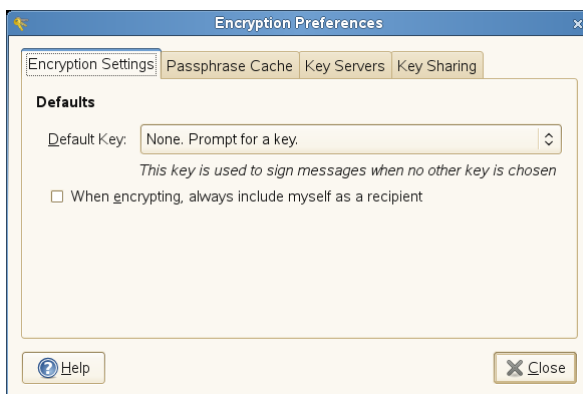 Encryption Preferences
Encryption Settings Passphrase Cache Key Servers Key Sharing
Defaults
Default Key: None. Prompt for a key.
This key is used to sign messages when no other key is chosen
When encrypting, always include myself as a recipient
Help Close